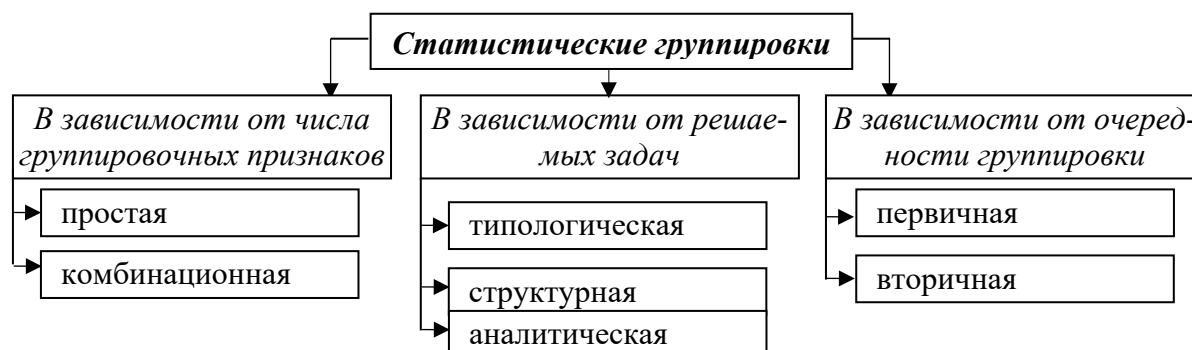 Статистические группировки
В зависимости от числа
группировочных признаков
простая
комбинационная
В зависимости от решае-
мых задач
типологическая
структурная
аналитическая
В зависимости от очеред-
ности группировки
первичная
вторичная